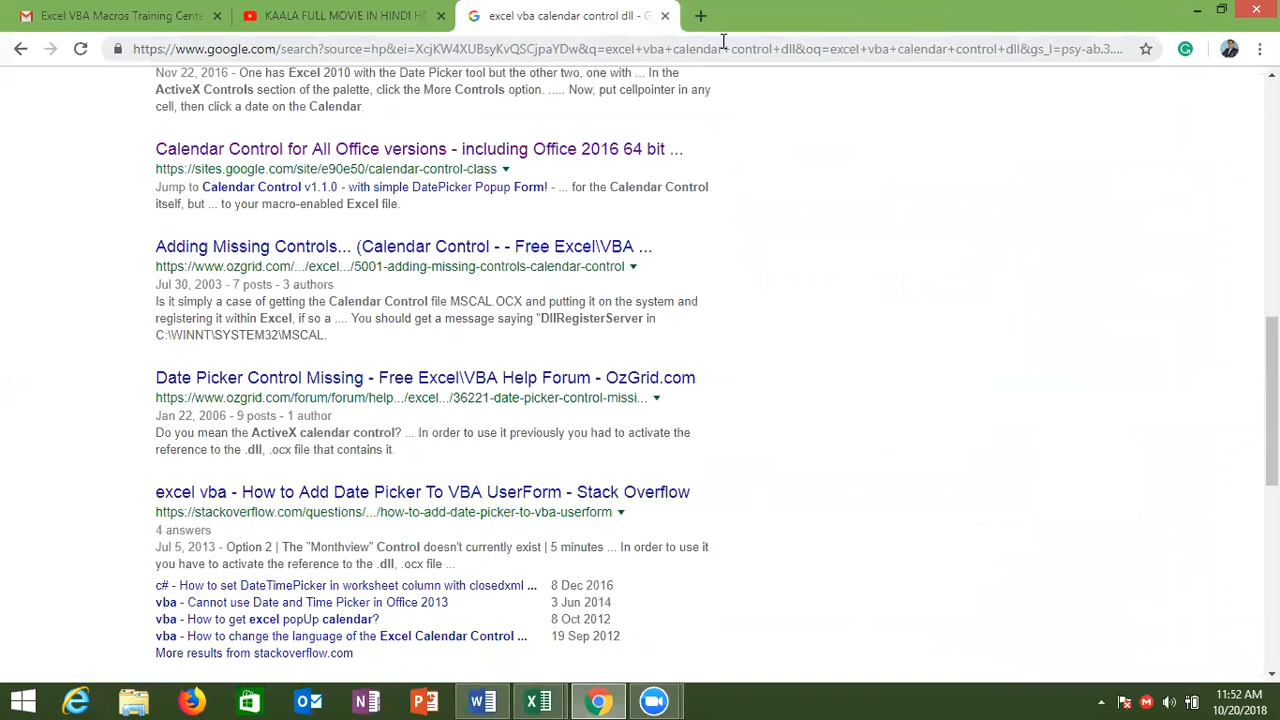 Excel VBA Macros Training Cent
KAALA FULL MOVIE IN HINDI H
excel vba calendar control dll - G
https://www.google.com/search?source=hp&ei=XcjKW4XUBsyKvQSCjpaYDw&q=excel+vba+calendar+control+dll&oq=excel+vba+calendar+control+dll&gs_l=psy-ab.3....
Nov 22, 2016 - One has Excel 2010 with the Date Picker tool but the other two, one with ... In the
ActiveX Controls section of the palette, click the More Controls option. ..... Now, put cellpointer in any
cell, then click a date on the Calendar.
Calendar Control for All Office versions - including Office 2016 64 bit ...
https://sites.google.com/site/e90e50/calendar-control-class
Jump to Calendar Control v1.1.0 - with simple DatePicker Popup Form! - ... for the Calendar Control
itself, but ... to your macro-enabled Excel file.
Adding Missing Controls... (Calendar Control - - Free Excel\VBA ...
https://www.ozgrid.com/.../excel.../5001-adding-missing-controls-calendar-control
Jul 30, 2003 - 7 posts - 3 authors
Is it simply a case of getting the Calendar Control file MSCAL.OCX and putting it on the system and
registering it within Excel, if so a .... You should get a message saying "DllRegisterServer in
C:\WINNT\SYSTEM32\MSCAL.
Date Picker Control Missing - Free Excel\VBA Help Forum - OzGrid.com
https://www.ozgrid.com/forum/forum/help.../excel.../36221-date-picker-control-missi...
Jan 22, 2006 - 9 posts - 1 author
Do you mean the ActiveX calendar control? ... In order to use it previously you had to activate the
reference to the .dll, .ocx file that contains it.
excel vba - How to Add Date Picker To VBA UserForm - Stack Overflow
https://stackoverflow.com/questions/.../how-to-add-date-picker-to-vba-userform
4 answers
Jul 5, 2013 - Option 2 | The "Monthview" Control doesn't currently exist | 5 minutes ... In order to use it
you have to activate the reference to the .dll, .ocx file ...
c# - How to set DateTimePicker in worksheet column with closedxml ... 8 Dec 2016
vba - Cannot use Date and Time Picker in Office 2013 3 Jun 2014
vba - How to get excel popUp calendar? 8 Oct 2012
vba - How to change the language of the Excel Calendar Control ... 19 Sep 2012
More results from stackoverflow.com
11:52 AM
10/20/2018